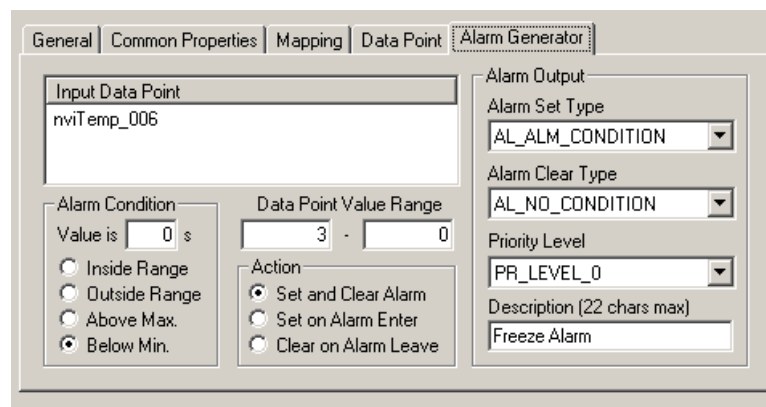 General Common Properties Mapping Data Point Alarm Generator
Input Data Point
nviTemp_006
Alarm Condition
Value is 0 s
Inside Range
Outside Range
Above Max.
Below Min.
Data Point Value Range
3 - 0
Action
Set and Clear Alarm
Set on Alarm Enter
Clear on Alarm Leave
Alarm Output
Alarm Set Type
AL_ALM_CONDITION
Alarm Clear Type
AL_NO_CONDITION
Priority Level
PR_LEVEL_0
Description (22 chars max)
Freeze Alarm